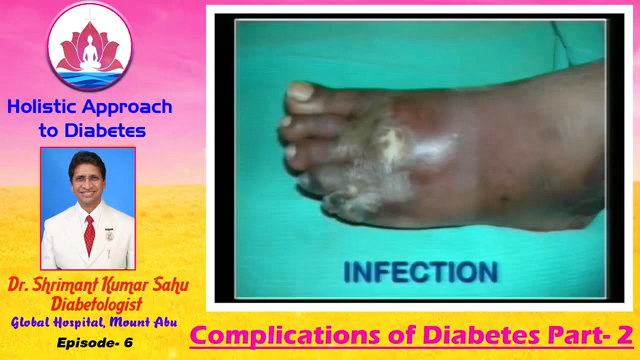 Holistic Approach
to Diabetes
Dr. Shrimant Kumar Sahu
Diabetologist
Global Hospital, Mount Abu
Episode- 6
INFECTION
Complications of Diabetes Part- 2